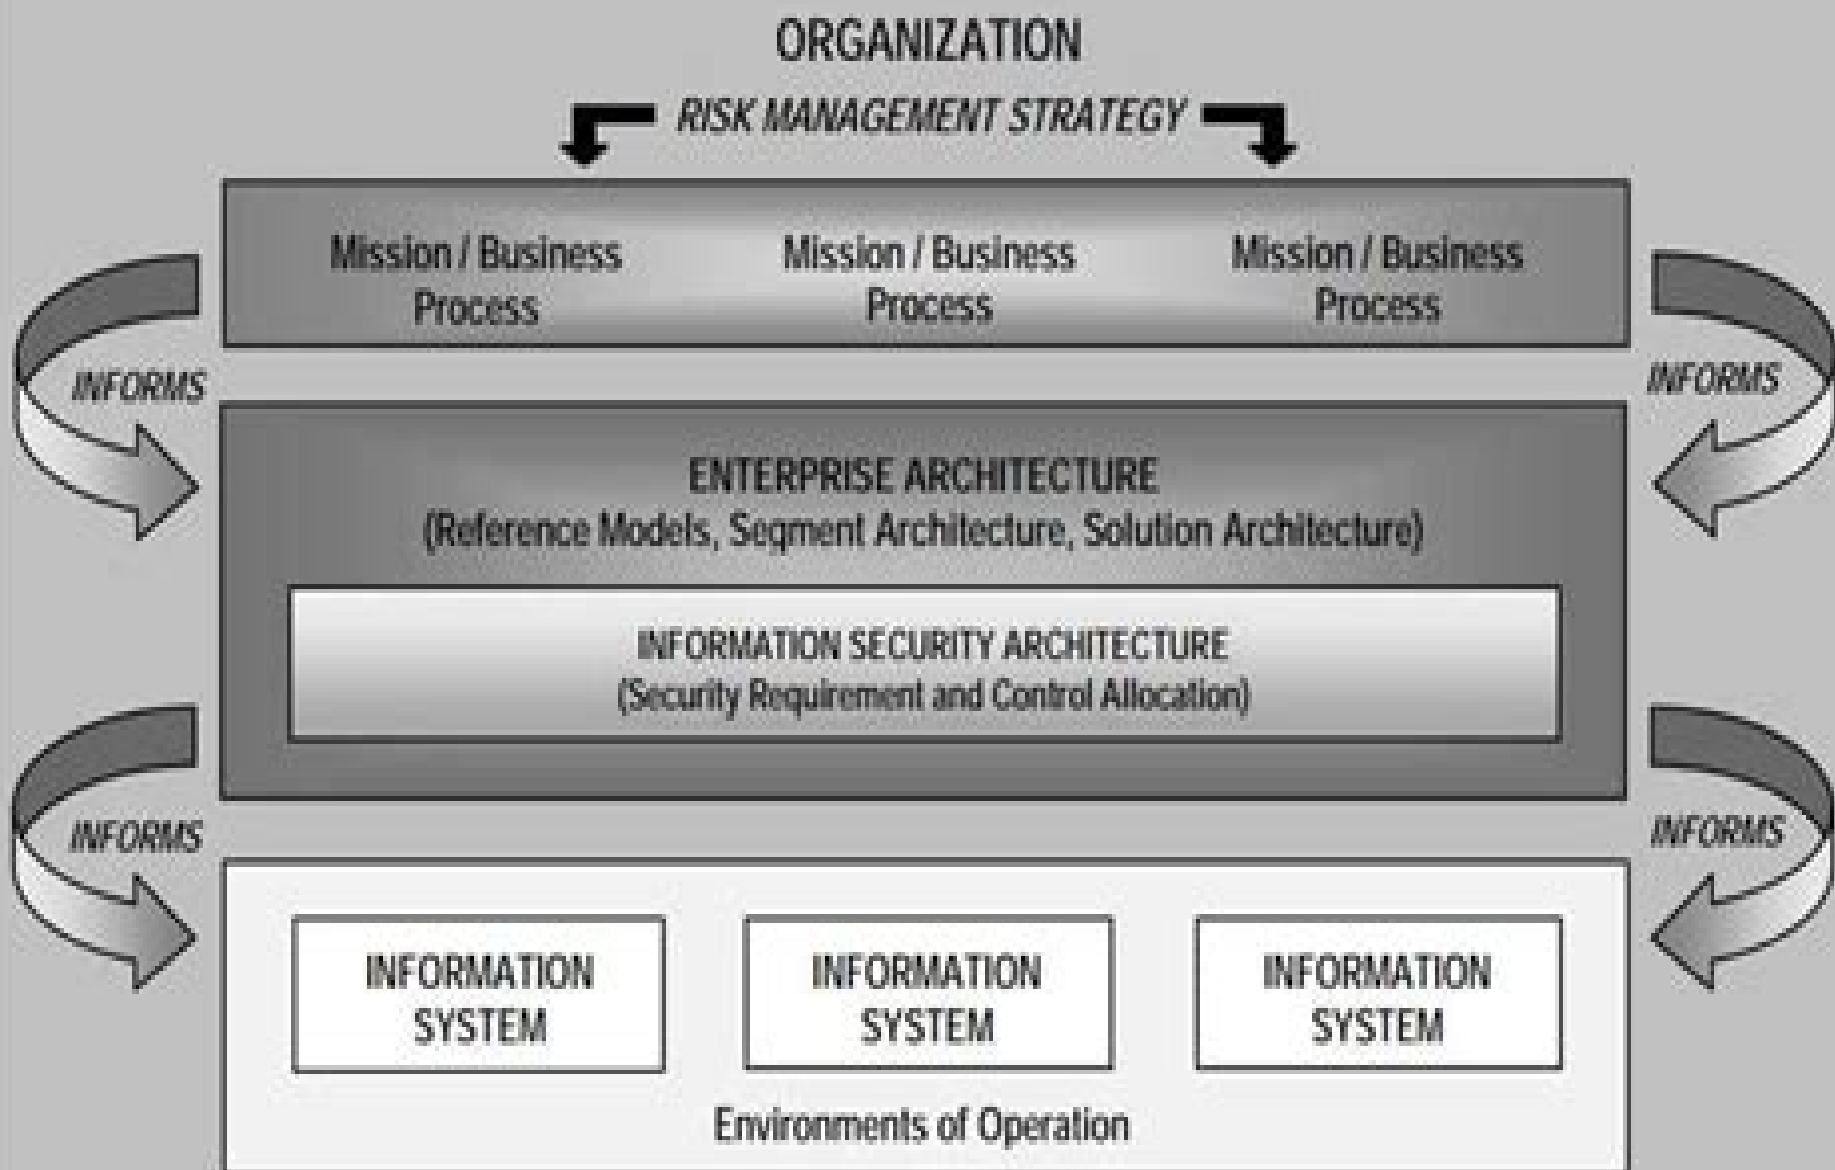 ORGANIZATION
RISK MANAGEMENT STRATEGY
Mission / Business Mission / Business Mission / Business
Process Process Process
INFORMS INFORMS
ENTERPRISE ARCHITECTURE
(Reference Models, Segment Architecture, Solution Architecture)
INFORMATION SECURITY ARCHITECTURE
(Security Requirement and Control Allocation)
INFORMS INFORMS
INFORMATION INFORMATION INFORMATION
SYSTEM SYSTEM SYSTEM
Environments of Operation